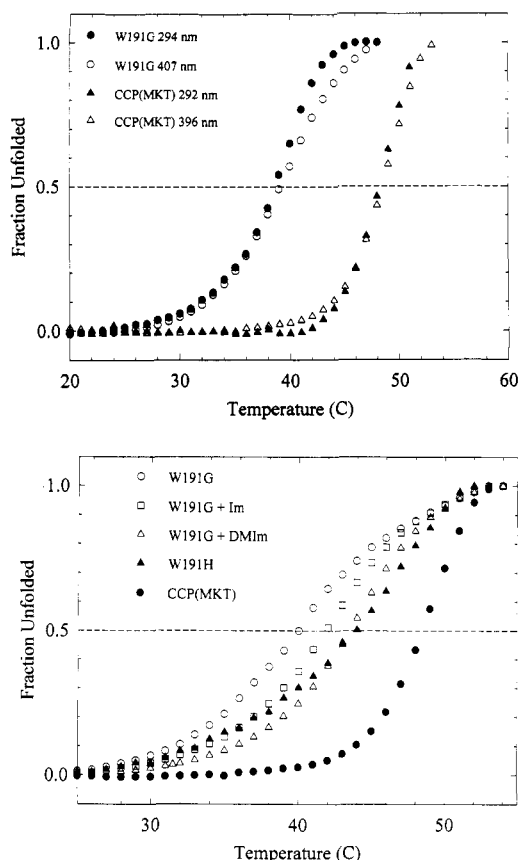 1.0
0.5
0.0
Fraction Unfolded
W191G 294 nm
W191G 407 nm
CCP(MKT) 292 nm
CCP(MKT) 396 nm
20 30 40 50 60
Temperature (C)
1.0
0.5
0.0
Fraction Unfolded
W191G
W191G + Im
W191G + DMIm
W191H
CCP(MKT)
30 40 50
Temperature (C)